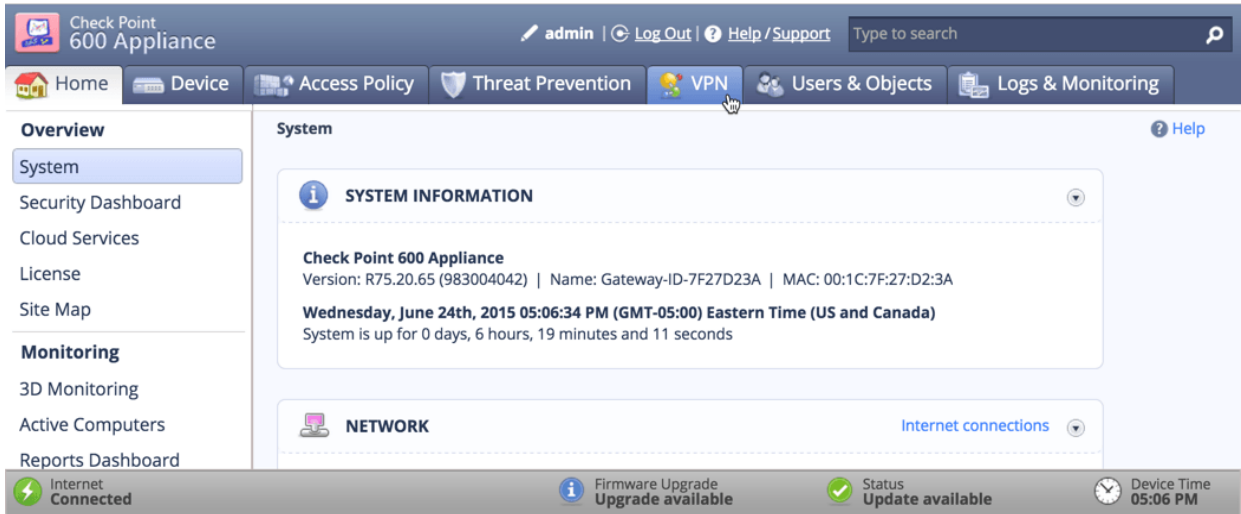 Check Point
600 Appliance
admin | Log Out | Help / Support
Type to search
Home
Device
Access Policy
Threat Prevention
VPN
Users & Objects
Logs & Monitoring
Overview
System
Security Dashboard
Cloud Services
License
Site Map
Monitoring
3D Monitoring
Active Computers
Reports Dashboard
System
Help
SYSTEM INFORMATION
Check Point 600 Appliance
Version: R75.20.65 (983004042) | Name: Gateway-ID-7F27D23A | MAC: 00:1C:7F:27:D2:3A
Wednesday, June 24th, 2015 05:06:34 PM (GMT-05:00) Eastern Time (US and Canada)
System is up for 0 days, 6 hours, 19 minutes and 11 seconds
NETWORK
Internet connections
Internet
Connected
Firmware Upgrade
Upgrade available
Status
Update available
Device Time
05:06 PM